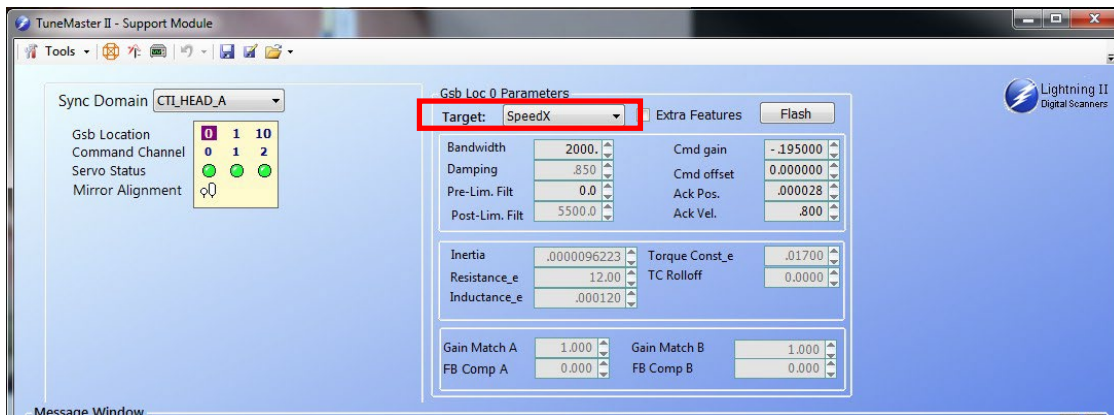 TuneMaster II - Support Module
Tools
Sync Domain CTI_HEAD_A
Gsb Location 0 1 10
Command Channel 0 1 2
Servo Status
Mirror Alignment
Gsb Loc 0 Parameters
Target: SpeedX Extra Features Flash
Bandwidth 2000. Cmd gain -.195000
Damping .850 Cmd offset 0.000000
Pre-Lim. Filt 0.0 Ack Pos. .000028
Post-Lim. Filt 5500.0 Ack Vel. .800
Inertia .0000096223 Torque Const_e .01700
Resistance_e 12.00 TC Rolloff 0.0000
Inductance_e .000120
Gain Match A 1.000 Gain Match B 1.000
FB Comp A 0.000 FB Comp B 0.000
Lightning II
Digital Scanners
Message Window